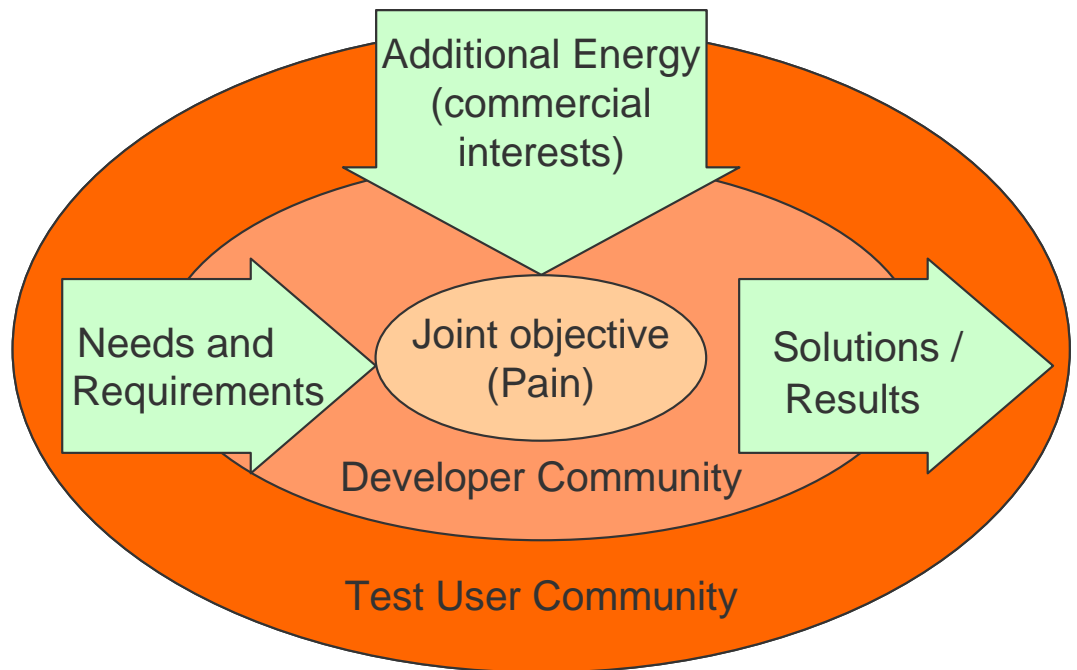 Additional Energy
(commercial
interests)
Needs and
Requirements
Joint objective
(Pain)
Solutions /
Results
Developer Community
Test User Community